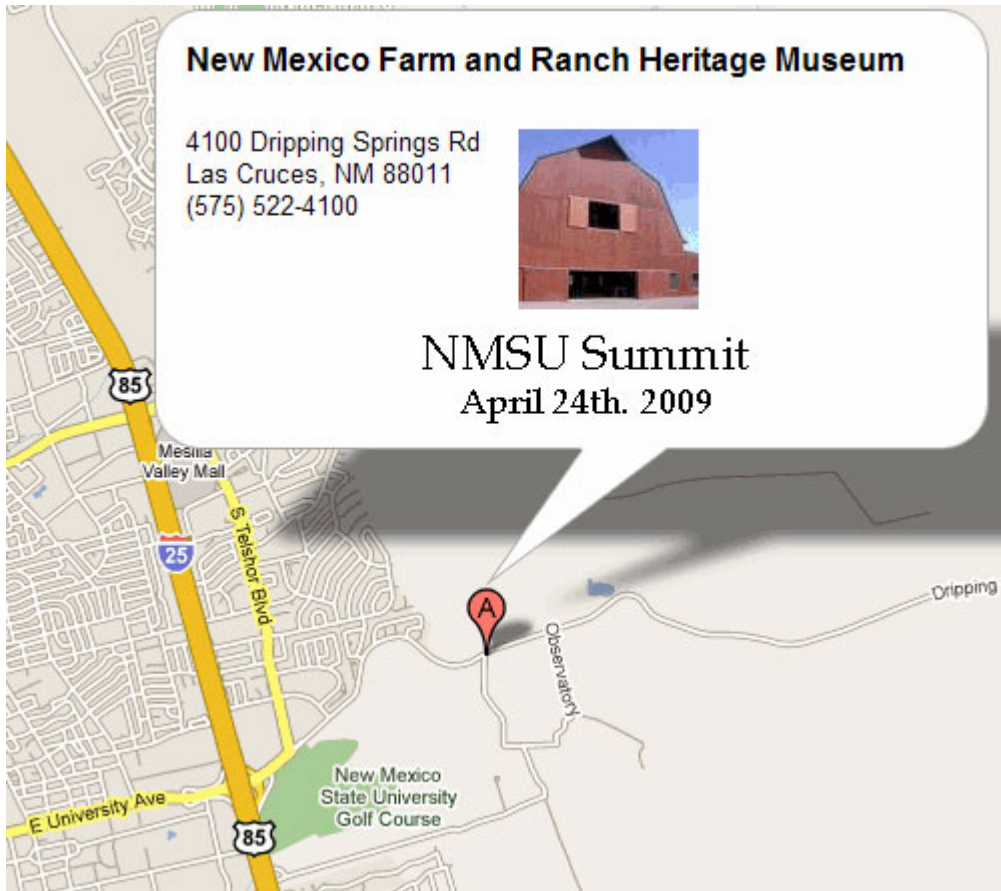 New Mexico Farm and Ranch Heritage Museum
4100 Dripping Springs Rd
Las Cruces, NM 88011
(575) 522-4100
NMSU Summit
April 24th. 2009
85
Mesilla
Valley Mall
25
S Telshor Blvd
A
Dripping
Observatory
New Mexico
State University
Golf Course
E University Ave
85